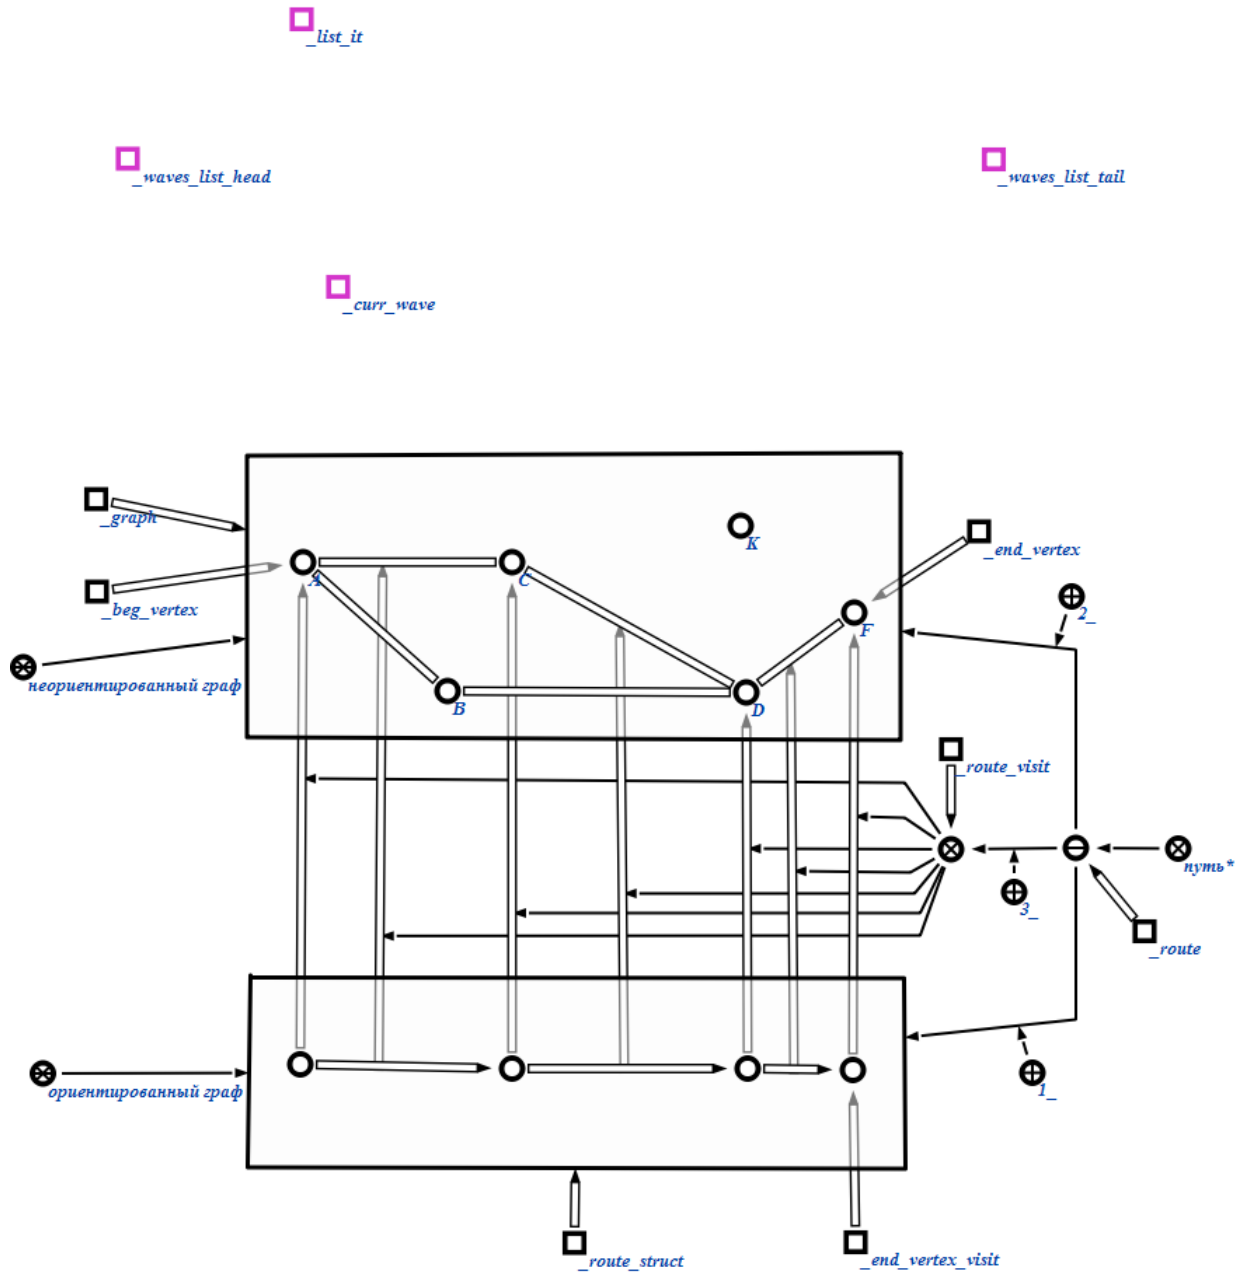 _list_it
_waves_list_head
_waves_list_tail
_curr_wave
_graph
K
_end_vertex
A
C
_beg_vertex
2_
F
неориентированный граф
B
D
_route_visit
путь*
3_
_route
ориентированный граф
1_
_route_struct
_end_vertex_visit